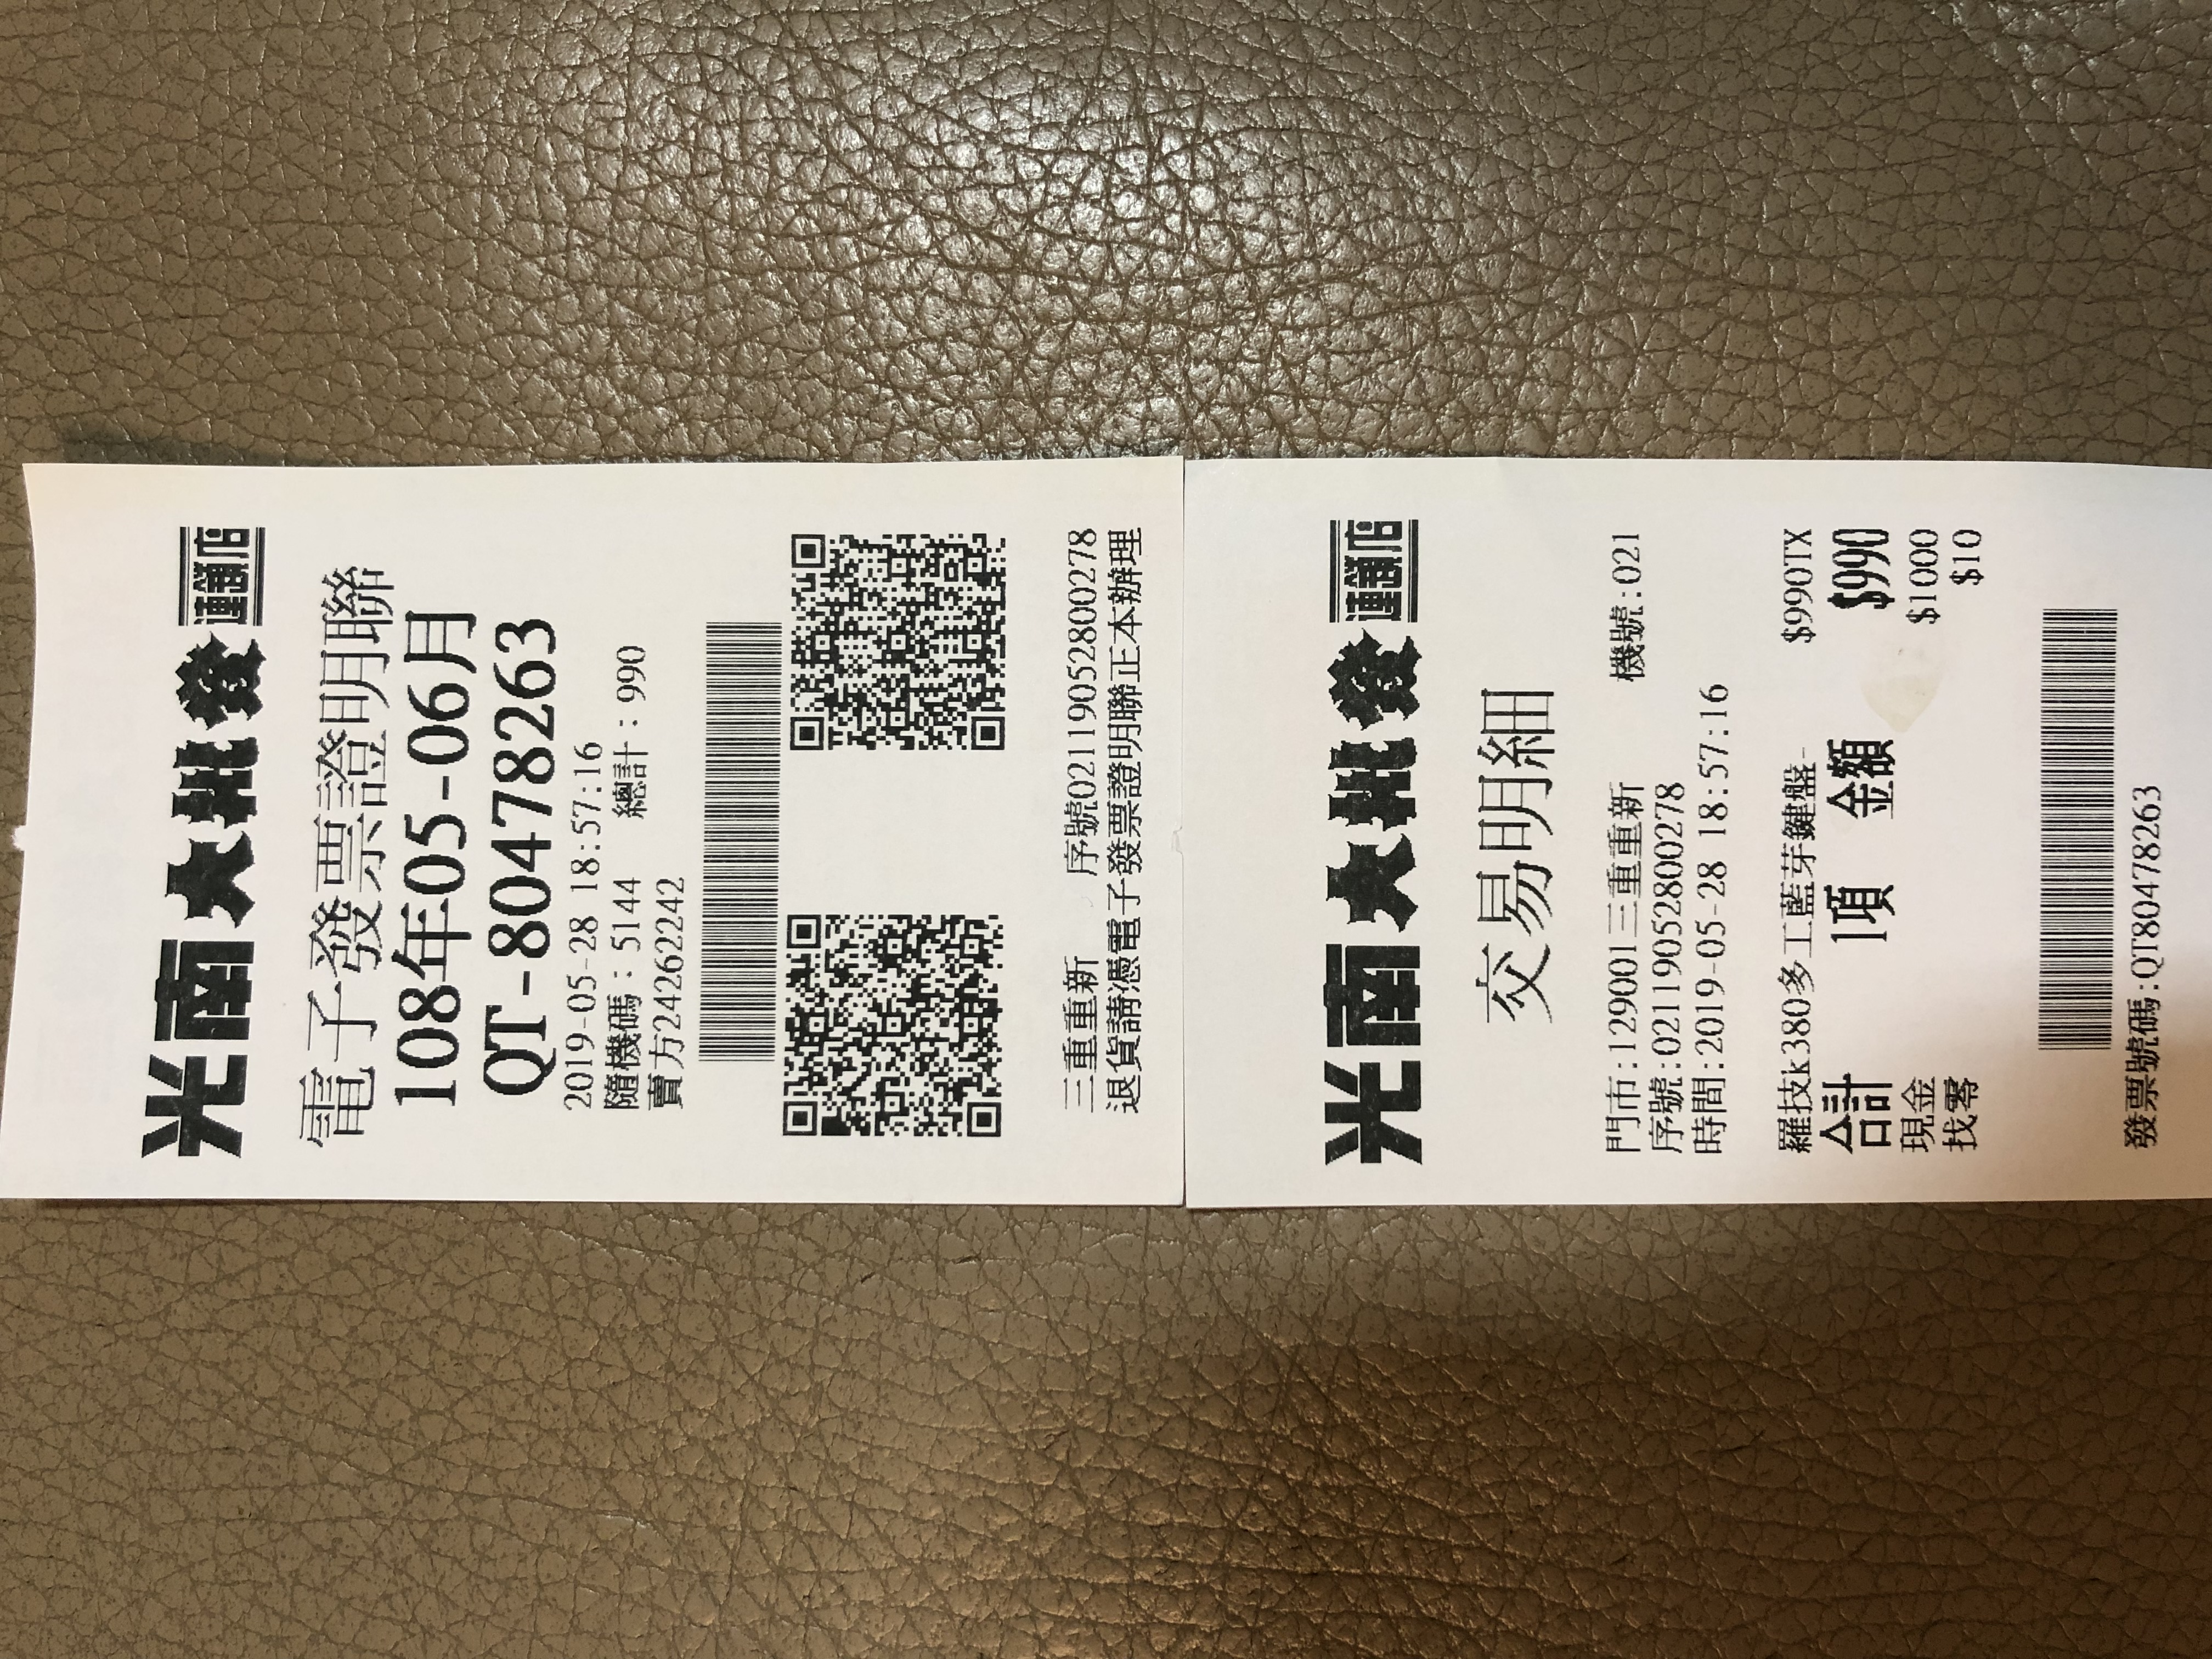 光南大批發連鎖店
電子發票證明聯
108年05-06月
QT-80478263
2019-05-28 18:57:16
隨機碼：5144 總計：990
賣方24262242
三重重新 序號02119052800278
退貨請憑電子發票證明聯正本辦理
光南大批發連鎖店
交易明細
門市:129001三重重新 機號:021
序號:02119052800278
時間:2019-05-28 18:57:16
羅技k380多工藍芽鍵盤- $990TX
合計 1項 金額 $990
現金 $1000
找零 $10
發票號碼:QT80478263